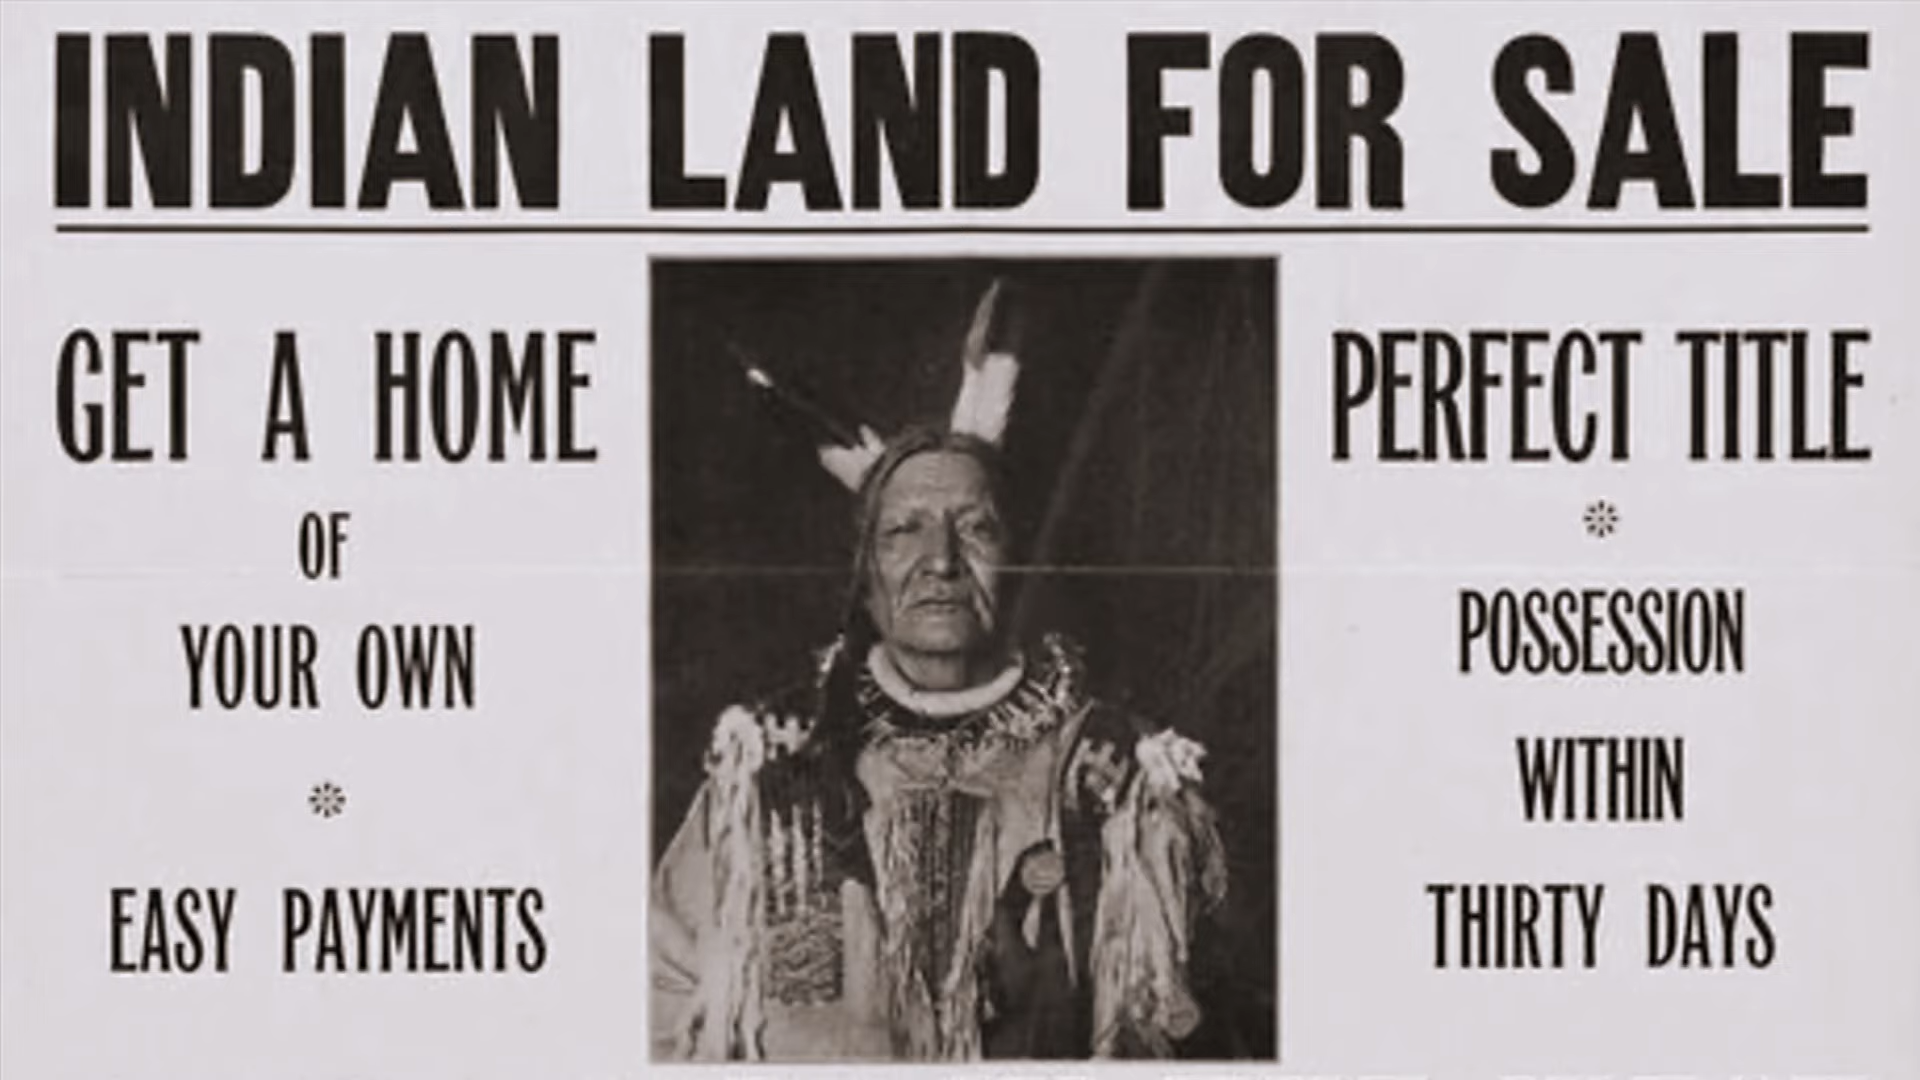 INDIAN LAND FOR SALE
GET A HOME
OF
YOUR OWN
EASY PAYMENTS
PERFECT TITLE
POSSESSION
WITHIN
THIRTY DAYS